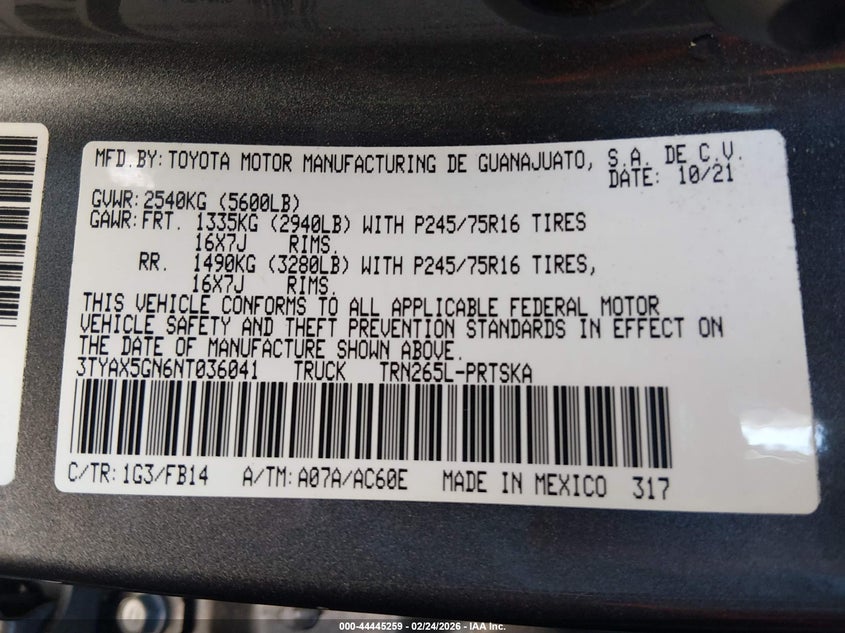 MFD.BY: TOYOTA MOTOR MANUFACTURING DE GUANAJUATO, S.A. DE C.V.
DATE: 10/21
GVWR: 2540KG (5600LB)
GAWR: FRT. 1335KG (2940LB) WITH P245/75R16 TIRES
16X7J RIMS.
RR. 1490KG (3280LB) WITH P245/75R16 TIRES,
16X7J RIMS.
THIS VEHICLE CONFORMS TO ALL APPLICABLE FEDERAL MOTOR
VEHICLE SAFETY AND THEFT PREVENTION STANDARDS IN EFFECT ON
THE DATE OF MANUFACTURE SHOWN ABOVE.
3TYAX5GN6NT036041 TRUCK TRN265L-PRTSKA
C/TR: 1G3/FB14 A/TM: A07A/AC60E MADE IN MEXICO 317
000-44445259 - 02/24/2026 - IAA Inc.